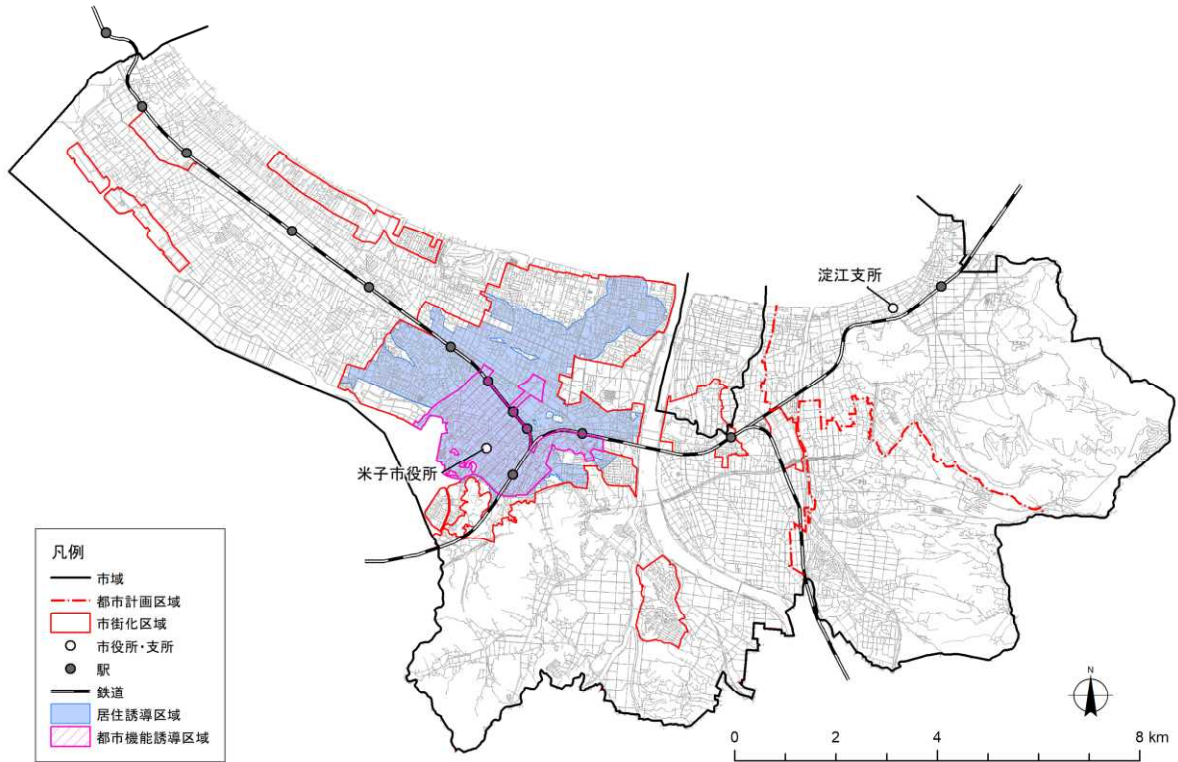 淀江支所
米子市役所
凡例
市域
都市計画区域
市街化区域
市役所・支所
駅
鉄道
居住誘導区域
都市機能誘導区域
N
0 2 4 8 km